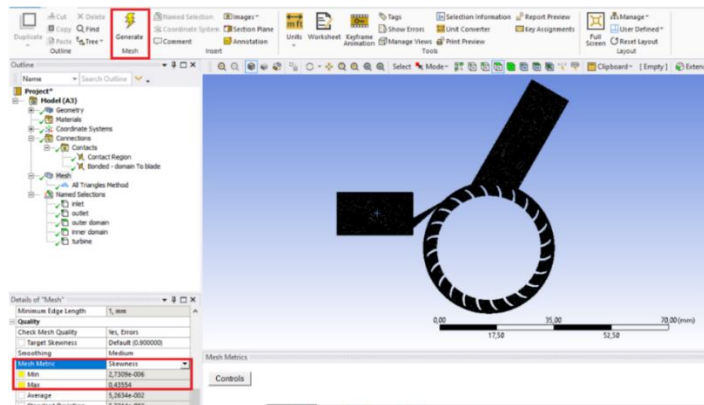 Cut
Delete
Named Selection
Images
Tags
Selection Information
Report Preview
Manage
Duplicate
Copy
Find
Generate
Coordinate System
Section Plane
Units
Worksheet
Keyframe Animation
Show Errors
Unit Converter
Key Assignments
Full Screen
User Defined
Paste
Tree
Comment
Annotation
Manage Views
Print Preview
Reset Layout
Outline
Mesh
Insert
Tools
Layout
Outline
Name
Search Outline
Select
Mode
Clipboard
[Empty]
Project*
Model (A3)
Geometry
Materials
Coordinate Systems
Connections
Contacts
Contact Region
Bonded - domain To blade
Mesh
All Triangles Method
Named Selections
inlet
outlet
outer domain
inner domain
turbine
0,00
35,00
70,00 (mm)
17,50
52,50
Details of "Mesh"
Minimum Edge Length 1, mm
Quality
Check Mesh Quality Yes, Errors
Target Skewness Default (0.900000)
Smoothing Medium
Mesh Metric Skewness
Min 2,7309e-006
Max 0,43554
Average 5,2634e-002
Mesh Metrics
Controls